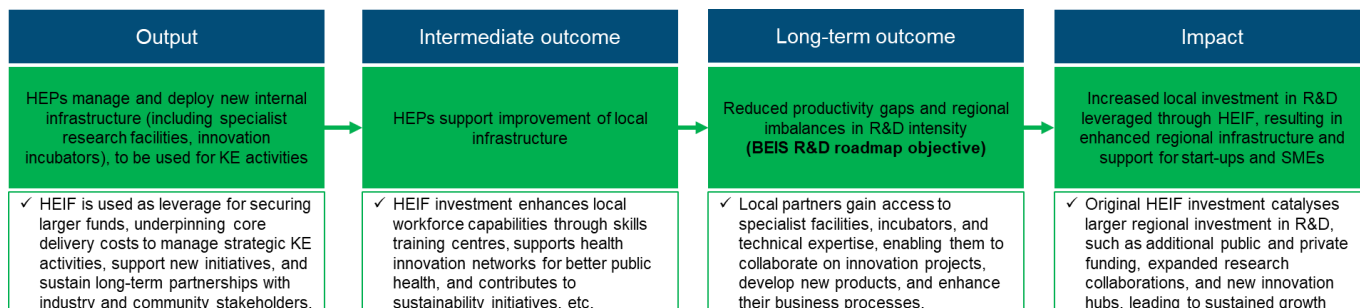 Output
HEPs manage and deploy new internal
infrastructure (including specialist
research facilities, innovation
incubators), to be used for KE activities
✓ HEIF is used as leverage for securing
larger funds, underpinning core
delivery costs to manage strategic KE
activities, support new initiatives, and
sustain long-term partnerships with
industry and community stakeholders.
Intermediate outcome
HEPs support improvement of local
infrastructure
✓ HEIF investment enhances local
workforce capabilities through skills
training centres, supports health
innovation networks for better public
health, and contributes to
sustainability initiatives, etc.
Long-term outcome
Reduced productivity gaps and regional
imbalances in R&D intensity
(BEIS R&D roadmap objective)
✓ Local partners gain access to
specialist facilities, incubators, and
technical expertise, enabling them to
collaborate on innovation projects,
develop new products, and enhance
their business processes.
Impact
Increased local investment in R&D
leveraged through HEIF, resulting in
enhanced regional infrastructure and
support for start-ups and SMEs
✓ Original HEIF investment catalyses
larger regional investment in R&D,
such as additional public and private
funding, expanded research
collaborations, and new innovation
hubs, leading to sustained growth